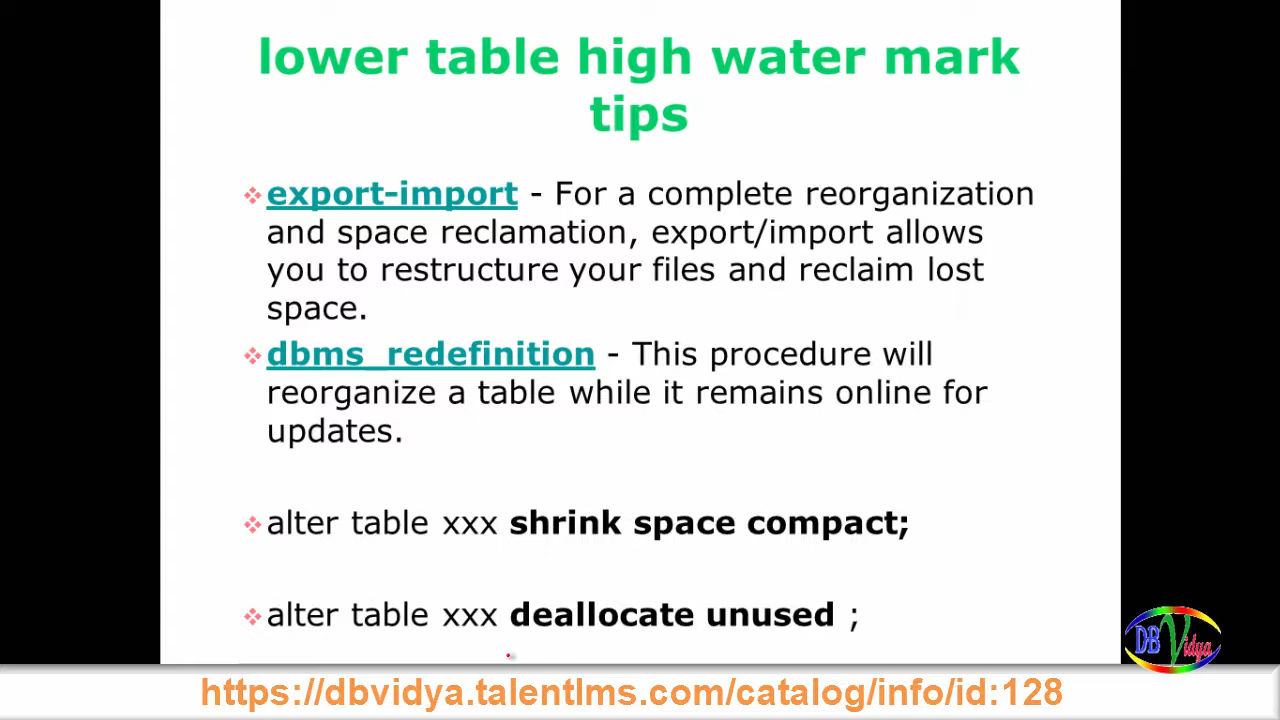 lower table high water mark
tips
export-import - For a complete reorganization
and space reclamation, export/import allows
you to restructure your files and reclaim lost
space.
dbms_redefinition - This procedure will
reorganize a table while it remains online for
updates.
alter table xxx shrink space compact;
alter table xxx deallocate unused ;
DB Vidya
https://dbvidya.talentlms.com/catalog/info/id:128